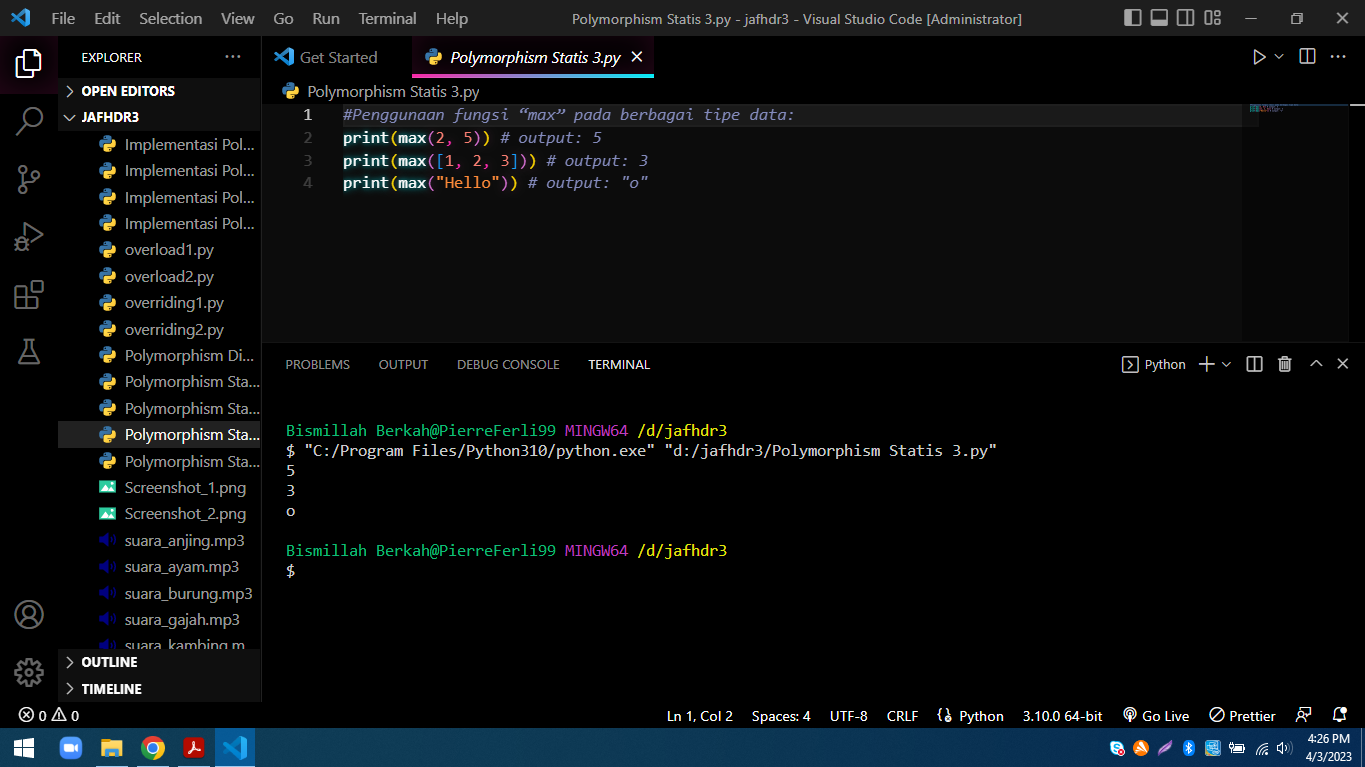 File Edit Selection View Go Run Terminal Help Polymorphism Statis 3.py - jafhdr3 - Visual Studio Code [Administrator]
EXPLORER
OPEN EDITORS
JAFHDR3
Implementasi Pol...
Implementasi Pol...
Implementasi Pol...
Implementasi Pol...
overload1.py
overload2.py
overriding1.py
overriding2.py
Polymorphism Di...
Polymorphism Sta...
Polymorphism Sta...
Polymorphism Sta...
Polymorphism Sta...
Screenshot_1.png
Screenshot_2.png
suara_anjing.mp3
suara_ayam.mp3
suara_burung.mp3
suara_gajah.mp3
suara_kambing.m...
OUTLINE
TIMELINE
Get Started Polymorphism Statis 3.py
Polymorphism Statis 3.py
1 #Penggunaan fungsi “max” pada berbagai tipe data:
2 print(max(2, 5)) # output: 5
3 print(max([1, 2, 3])) # output: 3
4 print(max("Hello")) # output: "o"
PROBLEMS OUTPUT DEBUG CONSOLE TERMINAL Python
Bismillah Berkah@PierreFerli99 MINGW64 /d/jafhdr3
$ "C:/Program Files/Python310/python.exe" "d:/jafhdr3/Polymorphism Statis 3.py"
5
3
o
Bismillah Berkah@PierreFerli99 MINGW64 /d/jafhdr3
$
0 0 Ln 1, Col 2 Spaces: 4 UTF-8 CRLF Python 3.10.0 64-bit Go Live Prettier
4:26 PM
4/3/2023